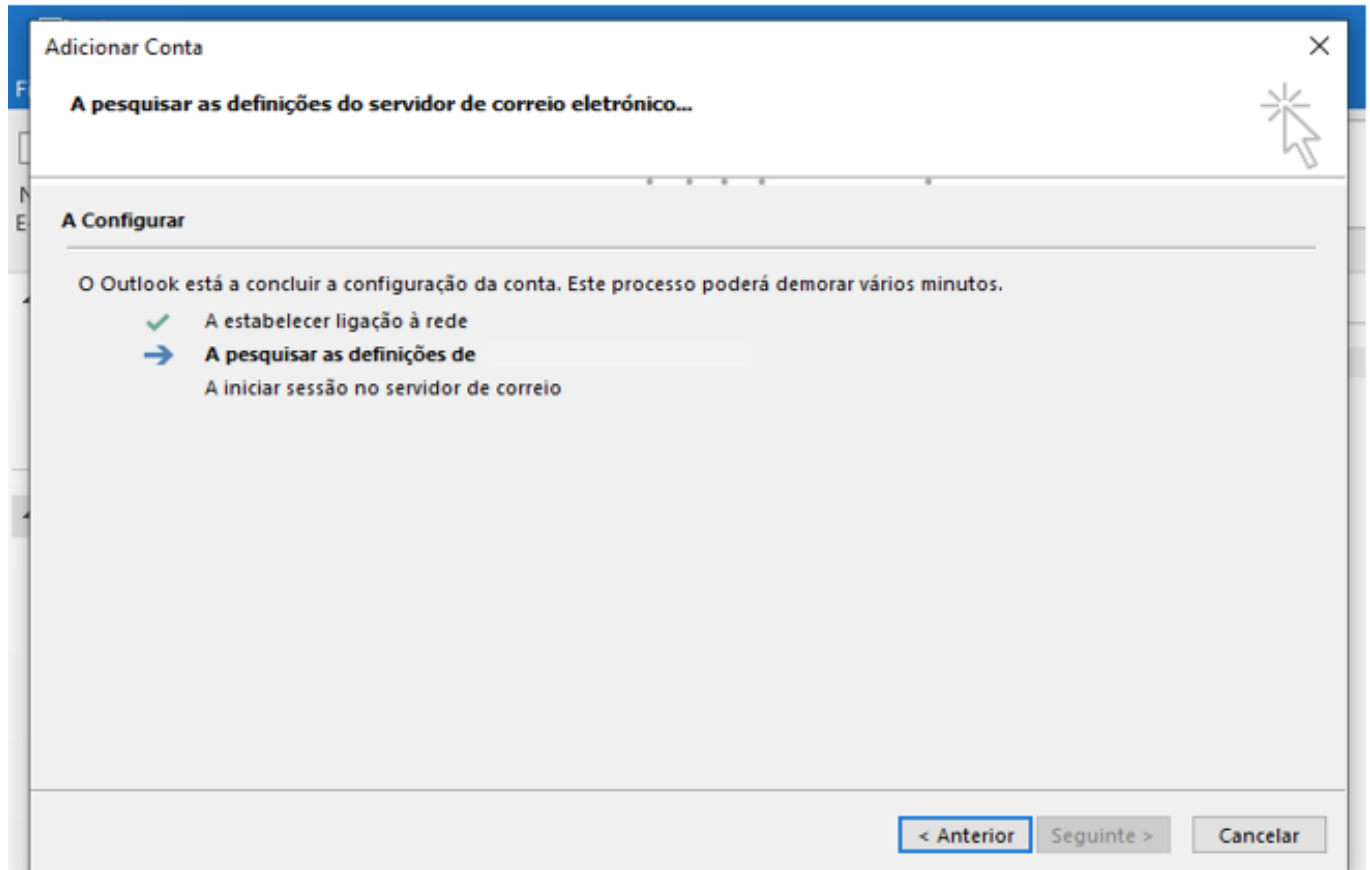 Adicionar Conta
A pesquisar as definições do servidor de correio eletrónico...
A Configurar
O Outlook está a concluir a configuração da conta. Este processo poderá demorar vários minutos.
A estabelecer ligação à rede
A pesquisar as definições de
A iniciar sessão no servidor de correio
< Anterior
Seguinte >
Cancelar